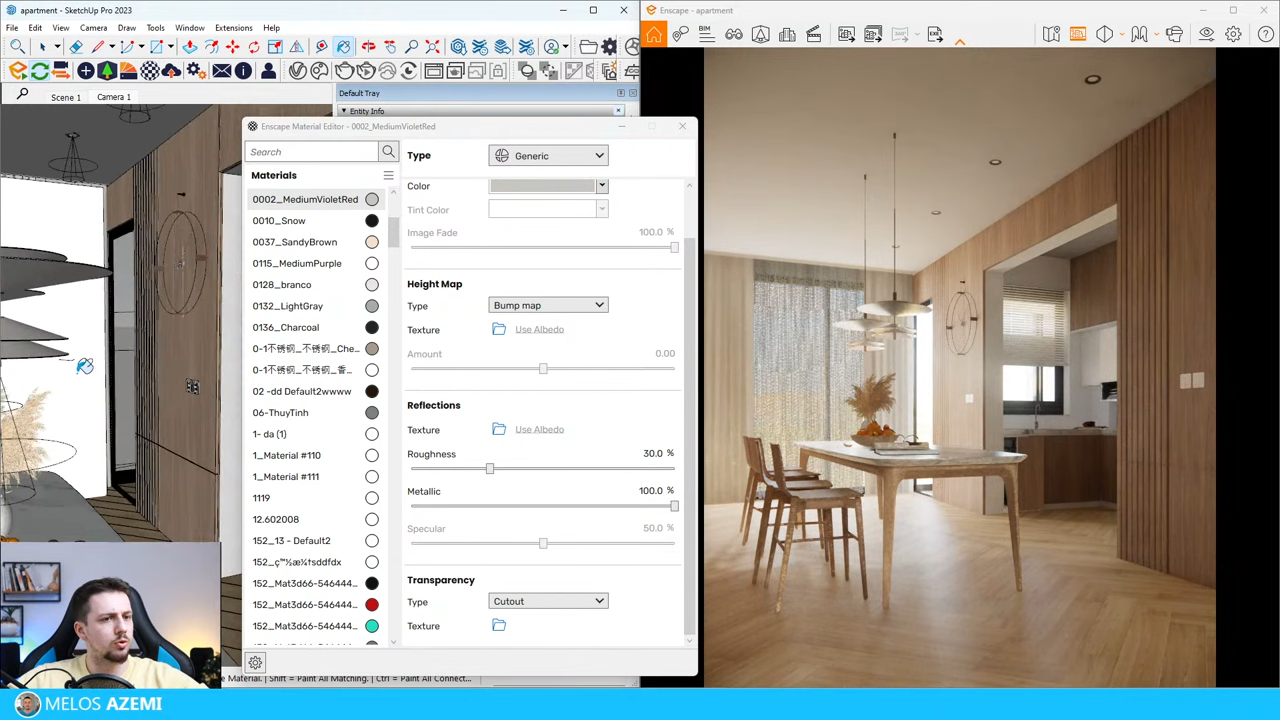 apartment - SketchUp Pro 2023
File Edit View Camera Draw Tools Window Extensions Help
Scene 1 Camera 1
Default Tray
Entity Info
Enscape Material Editor - 0002_MediumVioletRed
Search
Materials
0002_MediumVioletRed
0010_Snow
0037_SandyBrown
0115_MediumPurple
0128_branco
0132_LightGray
0136_Charcoal
0-1不锈钢_不锈钢_Che...
0-1不锈钢_不锈钢_香...
02 -dd Default2wwww
06-ThuyTinh
1- da (1)
1_Material #110
1_Material #111
1119
12.602008
152_13 - Default2
152_Mat3d66-546444...
152_Mat3d66-546444...
152_Mat3d66-546444...
Type Generic
Color
Tint Color
Image Fade 100.0 %
Height Map
Type Bump map
Texture Use Albedo
Amount 0.00
Reflections
Texture Use Albedo
Roughness 30.0 %
Metallic 100.0 %
Specular 50.0 %
Transparency
Type Cutout
Texture
Material. | Shift = Paint All Matching. | Ctrl = Paint All Connect...
Enscape - apartment
BIM
360°
EXE
MELOS AZEMI